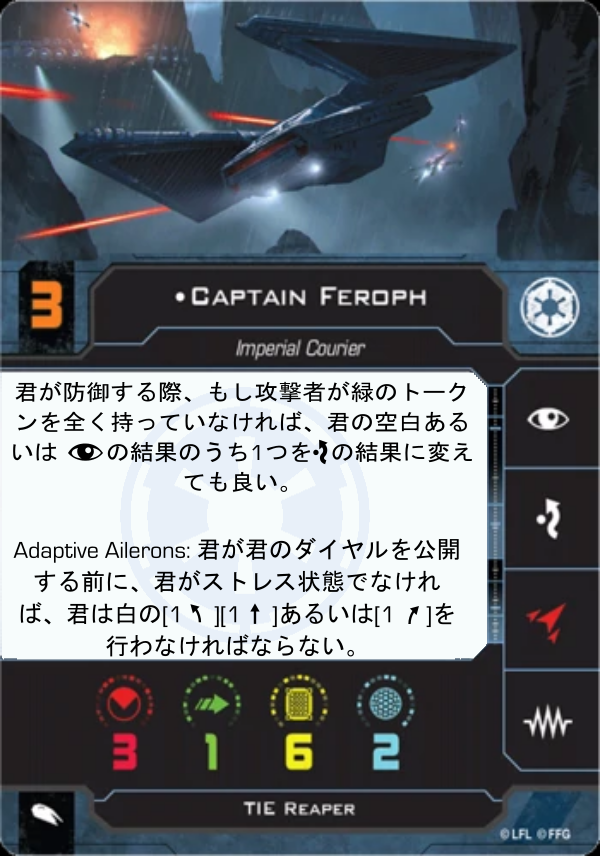 3
•Captain Feroph
Imperial Courier
君が防御する際、もし攻撃者が緑のトーク
ンを全く持っていなければ、君の空白ある
いは の結果のうち1つを の結果に変え
ても良い。
Adaptive Ailerons: 君が君のダイヤルを公開
する前に、君がストレス状態でなけれ
ば、君は白の[1 ↰ ][1 ↑ ]あるいは[1 ↱ ]を
行わなければならない。
3 1 6 2
TIE Reaper
©LFL ©FFG